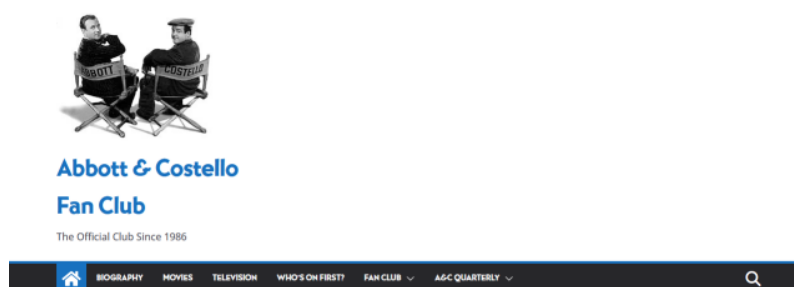 ABBOTT COSTELLO
Abbott & Costello
Fan Club
The Official Club Since 1986
BIOGRAPHY MOVIES TELEVISION WHO'S ON FIRST? FAN CLUB A&C QUARTERLY